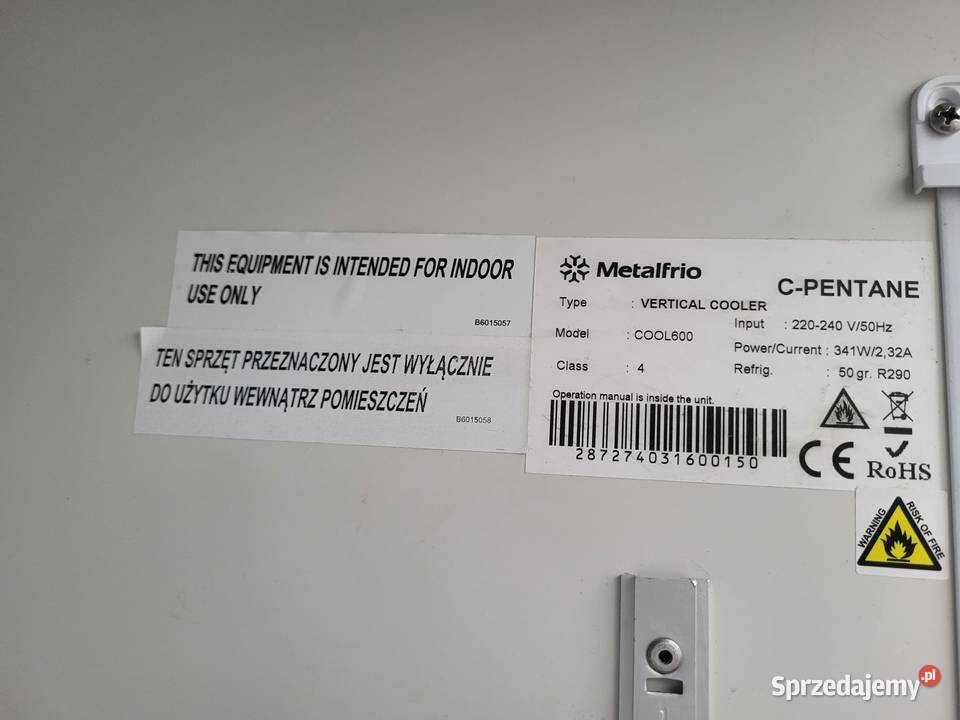 THIS EQUIPMENT IS INTENDED FOR INDOOR
USE ONLY
B6015057
TEN SPRZĘT PRZEZNACZONY JEST WYŁĄCZNIE
DO UŻYTKU WEWNĄTRZ POMIESZCZEŃ
B6015058
Metalfrio
C-PENTANE
Type : VERTICAL COOLER
Input : 220-240 V/50Hz
Model : COOL600
Power/Current : 341W/2,32A
Class : 4
Refrig. : 50 gr. R290
Operation manual is inside the unit.
287274031600150
CE
RoHS
WARNING
RISK OF FIRE
Sprzedajemy.pl